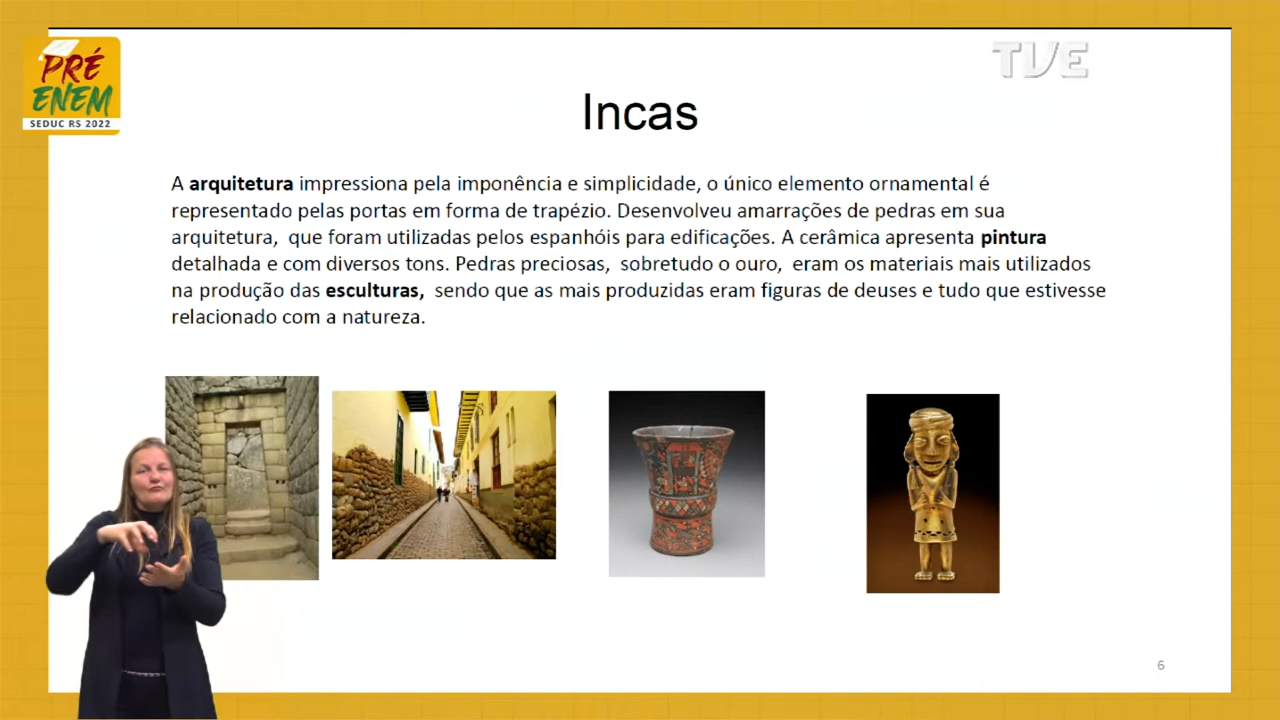 PRÉ
ENEM
SEDUC RS 2022
TVE
Incas
A arquitetura impressiona pela imponência e simplicidade, o único elemento ornamental é
representado pelas portas em forma de trapézio. Desenvolveu amarrações de pedras em sua
arquitetura, que foram utilizadas pelos espanhóis para edificações. A cerâmica apresenta pintura
detalhada e com diversos tons. Pedras preciosas, sobretudo o ouro, eram os materiais mais utilizados
na produção das esculturas, sendo que as mais produzidas eram figuras de deuses e tudo que estivesse
relacionado com a natureza.
6